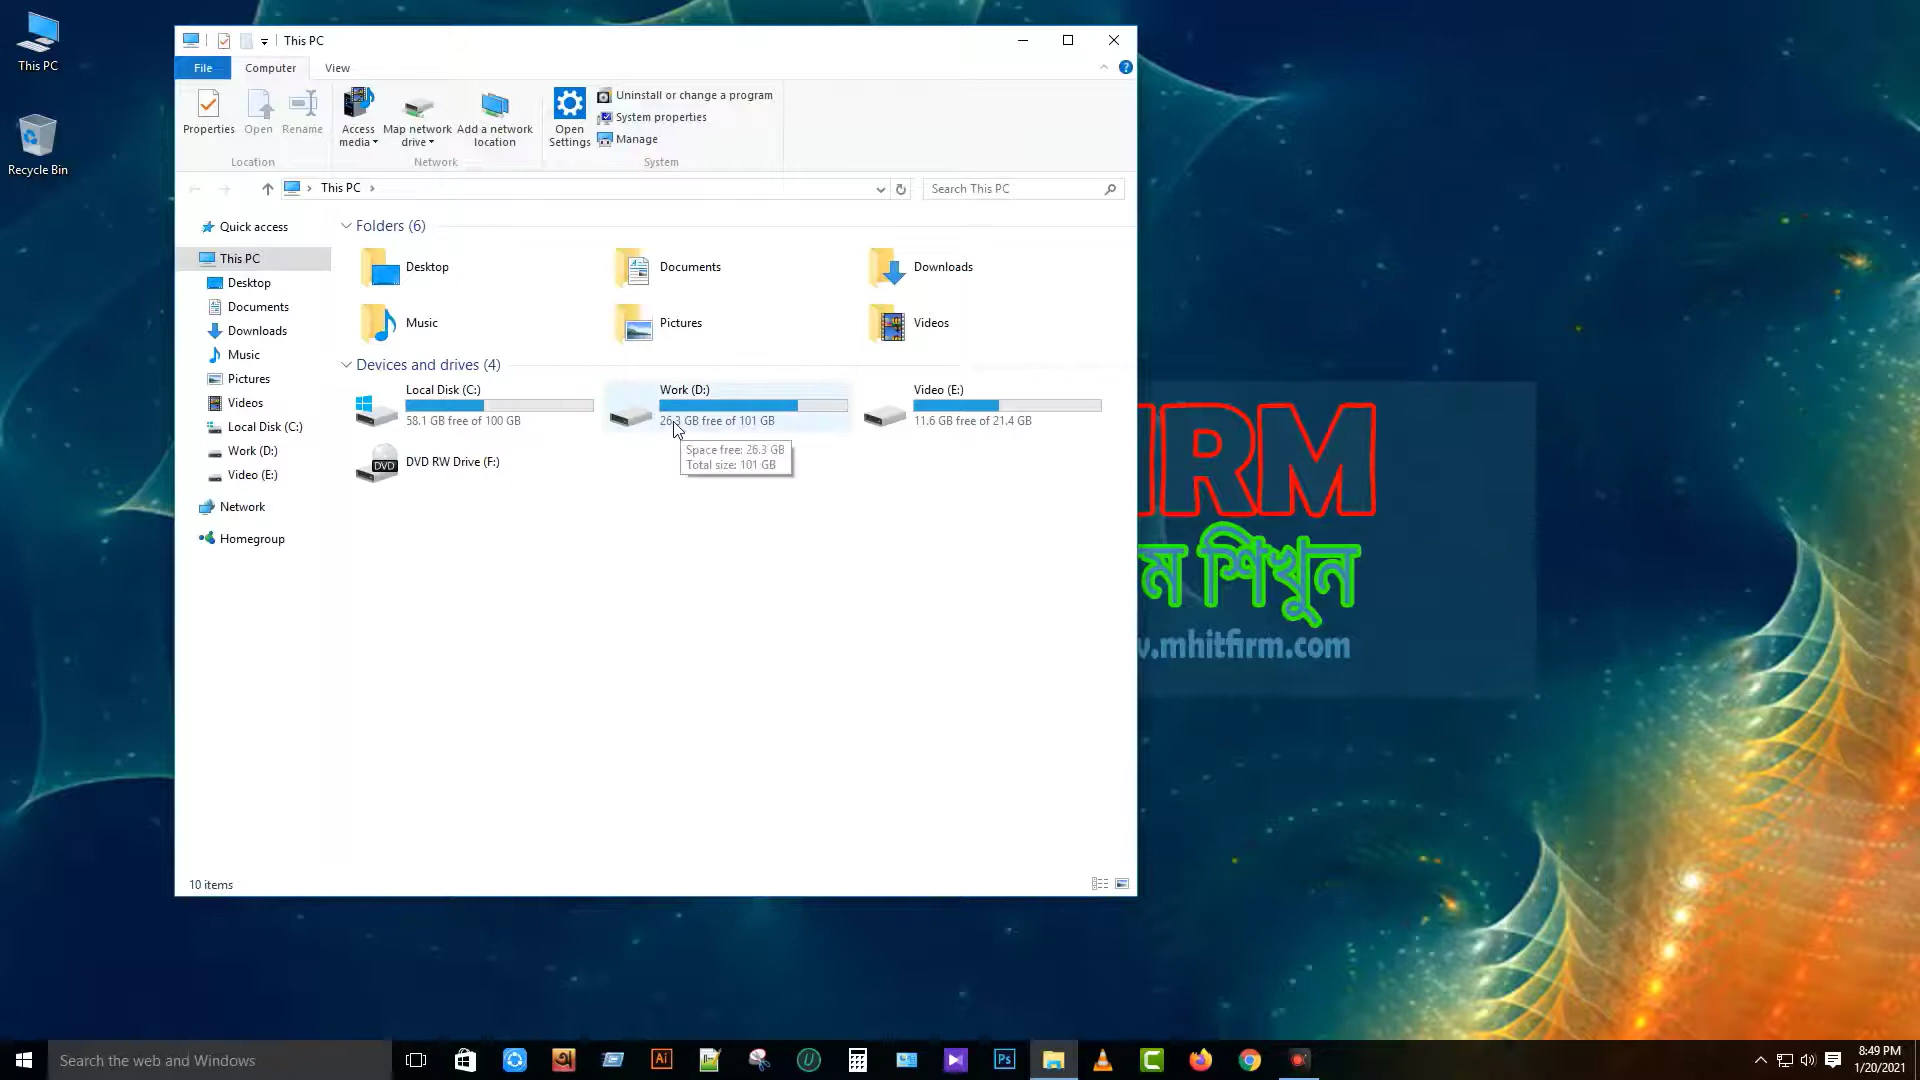 This PC
Recycle Bin
This PC
File
Computer
View
Properties
Open
Rename
Access media
Map network drive
Add a network location
Open Settings
Uninstall or change a program
System properties
Manage
Location
Network
System
This PC
Search This PC
Quick access
This PC
Desktop
Documents
Downloads
Music
Pictures
Videos
Local Disk (C:)
Work (D:)
Video (E:)
Network
Homegroup
Folders (6)
Desktop
Documents
Downloads
Music
Pictures
Videos
Devices and drives (4)
Local Disk (C:)
58.1 GB free of 100 GB
Work (D:)
26.3 GB free of 101 GB
Video (E:)
11.6 GB free of 21.4 GB
DVD
DVD RW Drive (F:)
Space free: 26.3 GB
Total size: 101 GB
10 items
IRM
ম শিখুন
.mhitfirm.com
Search the web and Windows
Ai
Ps
8:49 PM
1/20/2021